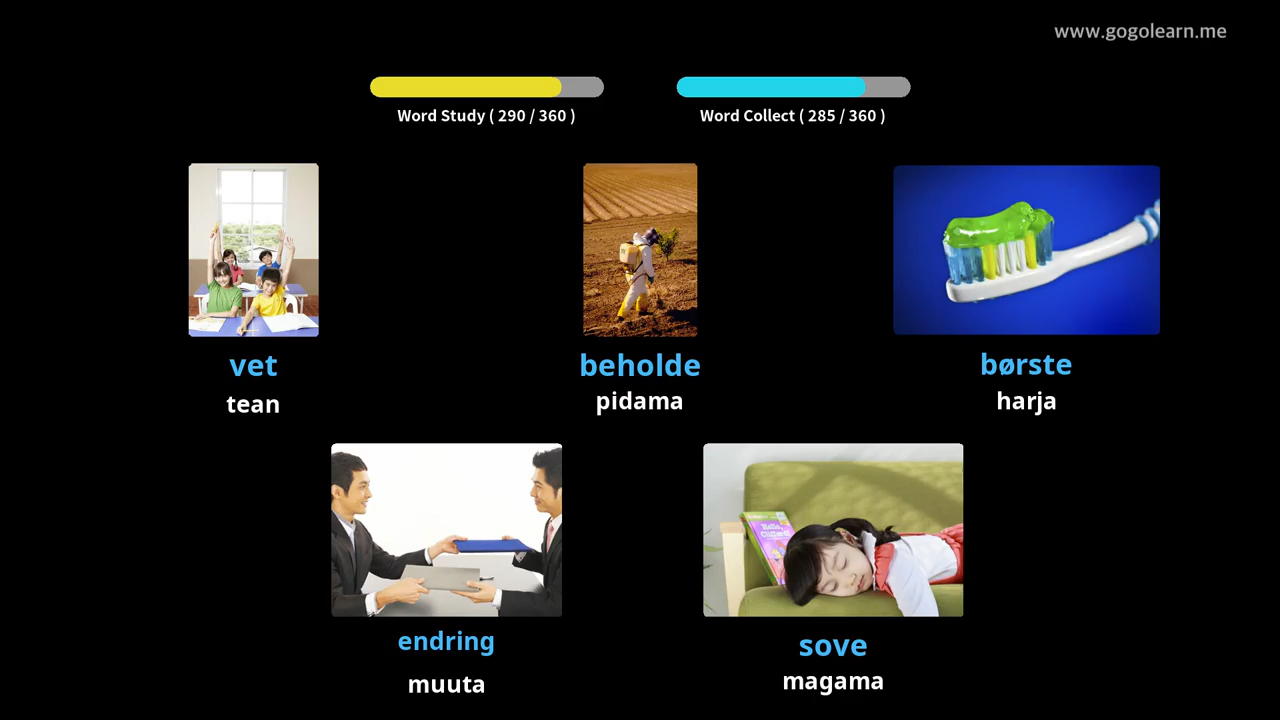 www.gogolearn.me
Word Study ( 290 / 360 )
Word Collect ( 285 / 360 )
vet
tean
beholde
pidama
børste
harja
endring
muuta
sove
magama